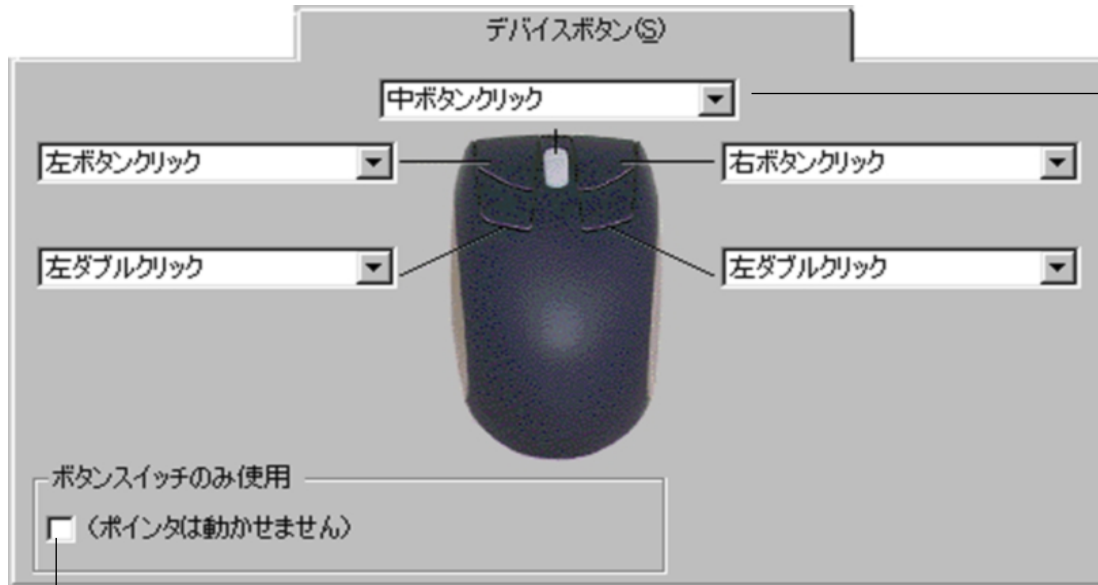 デバイスボタン(S)
中ボタンクリック
左ボタンクリック
右ボタンクリック
左ダブルクリック
左ダブルクリック
ボタンスイッチのみ使用
(ポインタは動かせません)